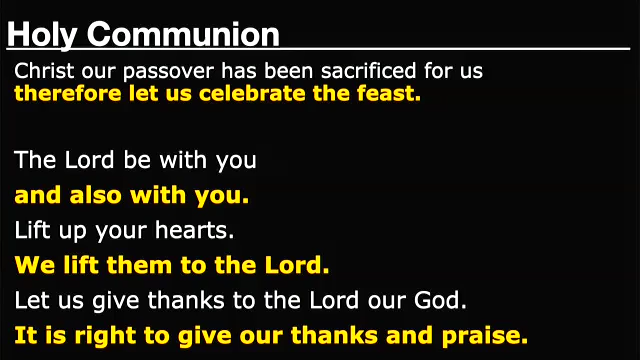 Holy Communion
Christ our passover has been sacrificed for us
therefore let us celebrate the feast.
The Lord be with you
and also with you.
Lift up your hearts.
We lift them to the Lord.
Let us give thanks to the Lord our God.
It is right to give our thanks and praise.